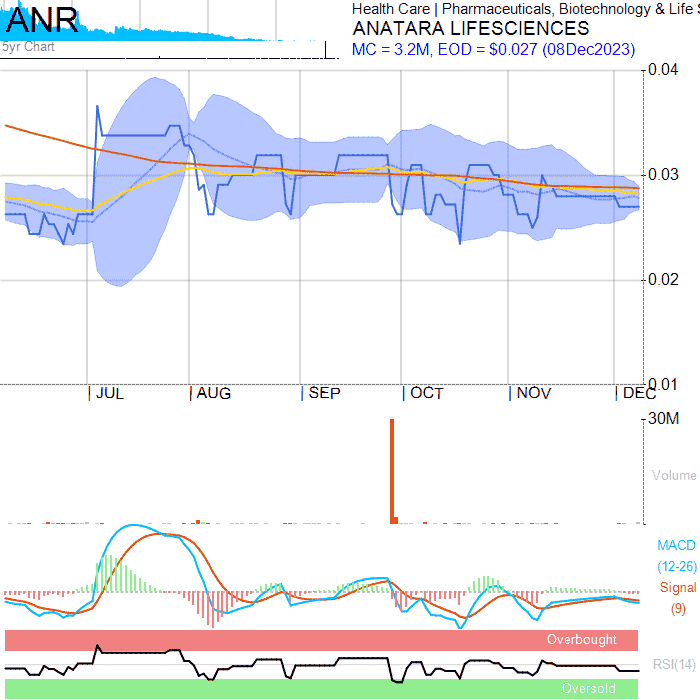 ANR
5yr Chart
Health Care | Pharmaceuticals, Biotechnology & Life S
ANATARA LIFESCIENCES
MC = 3.2M, EOD = $0.027 (08Dec2023)
0.04
0.03
0.02
0.01
JUL
AUG
SEP
OCT
NOV
DEC
30M
Volume
MACD
(12-26)
Signal
(9)
Overbought
RSI(14)
Oversold